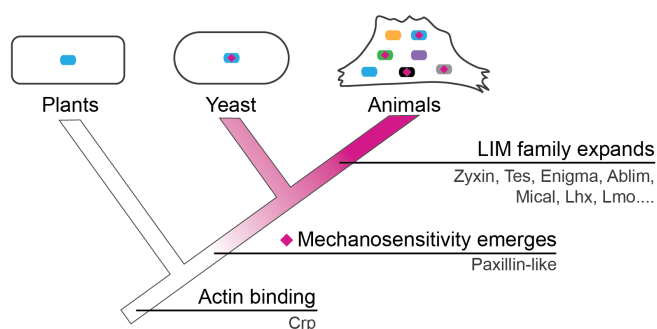 Plants
Yeast
Animals
LIM family expands
Zyxin, Tes, Enigma, Ablim,
Mical, Lhx, Lmo....
Mechanosensitivity emerges
Paxillin-like
Actin binding
Crp